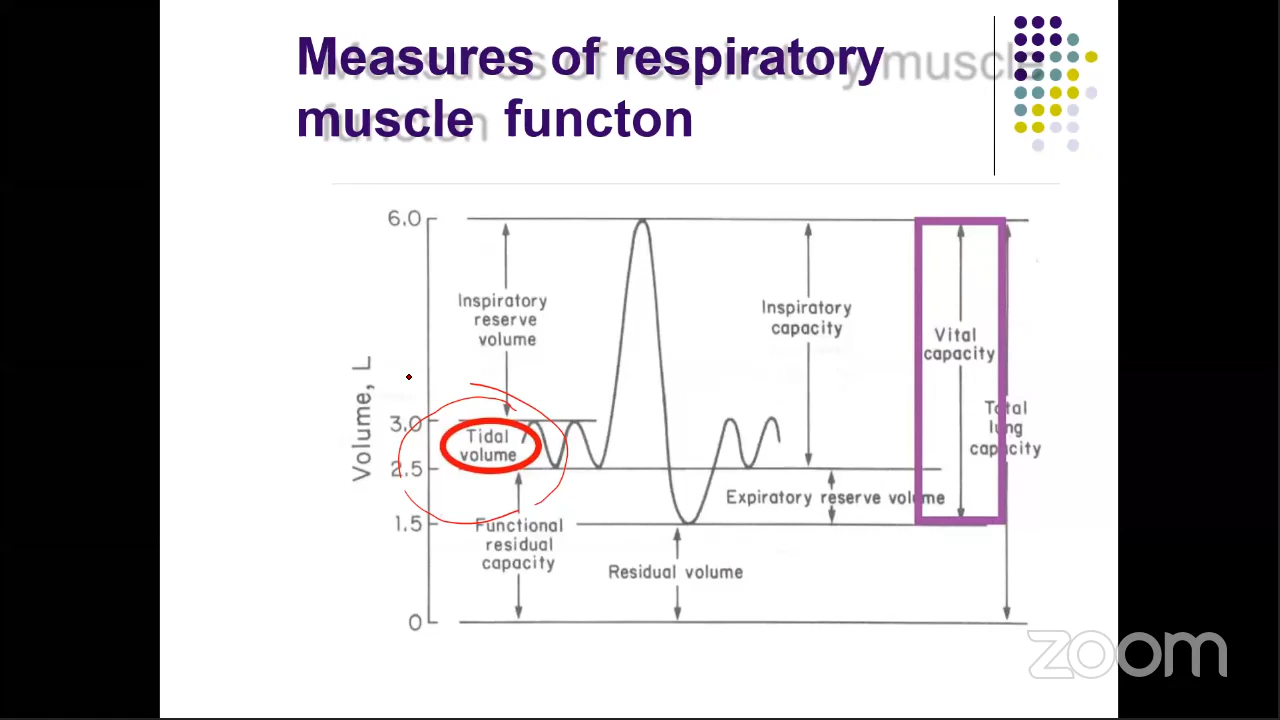 Measures of respiratory
muscle functon
6.0
3.0
2.5
1.5
0
Volume, L
Inspiratory
reserve
volume
Tidal
volume
Functional
residual
capacity
Residual volume
Inspiratory
capacity
Expiratory reserve volume
Vital
capacity
Total
lung
capacity
zoom